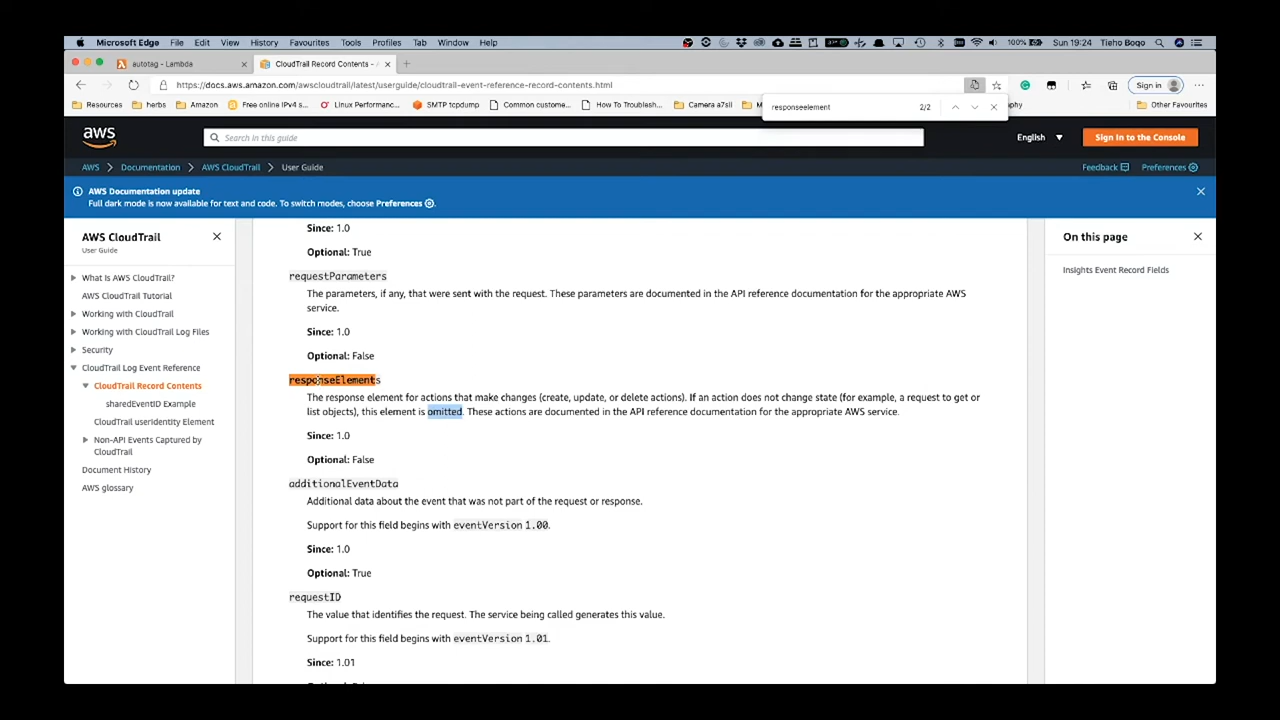 Microsoft Edge File Edit View History Favourites Tools Profiles Tab Window Help 100% Sun 19:24 Tieho Boqo
autotag - Lambda CloudTrail Record Contents -
https://docs.aws.amazon.com/awscloudtrail/latest/userguide/cloudtrail-event-reference-record-contents.html Sign in
Resources herbs Amazon Free online IPv4 s... Linux Performanc... SMTP tcpdump Common custome... How To Troublesh... Camera a7sii Other Favourites
responseelement 2/2
aws Search in this guide English Sign In to the Console
AWS > Documentation > AWS CloudTrail > User Guide Feedback Preferences
AWS Documentation update
Full dark mode is now available for text and code. To switch modes, choose Preferences.
AWS CloudTrail
User Guide
What Is AWS CloudTrail?
AWS CloudTrail Tutorial
Working with CloudTrail
Working with CloudTrail Log Files
Security
CloudTrail Log Event Reference
CloudTrail Record Contents
sharedEventID Example
CloudTrail userIdentity Element
Non-API Events Captured by
CloudTrail
Document History
AWS glossary
Since: 1.0
Optional: True
requestParameters
The parameters, if any, that were sent with the request. These parameters are documented in the API reference documentation for the appropriate AWS
service.
Since: 1.0
Optional: False
responseElements
The response element for actions that make changes (create, update, or delete actions). If an action does not change state (for example, a request to get or
list objects), this element is omitted. These actions are documented in the API reference documentation for the appropriate AWS service.
Since: 1.0
Optional: False
additionalEventData
Additional data about the event that was not part of the request or response.
Support for this field begins with eventVersion 1.00.
Since: 1.0
Optional: True
requestID
The value that identifies the request. The service being called generates this value.
Support for this field begins with eventVersion 1.01.
Since: 1.01
On this page
Insights Event Record Fields